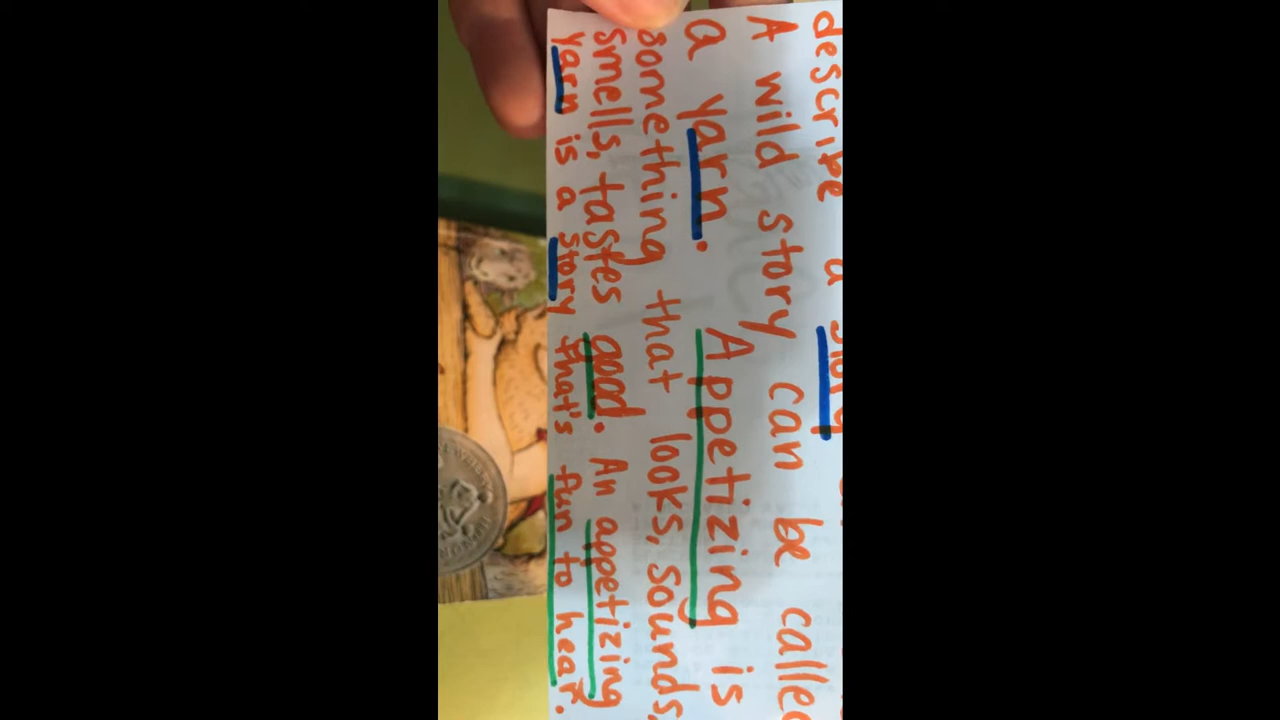 describe a story
A wild story can be called
a yarn. Appetizing is
something that looks, sounds,
smells, tastes good. An appetizing
yarn is a story that's fun to hear.